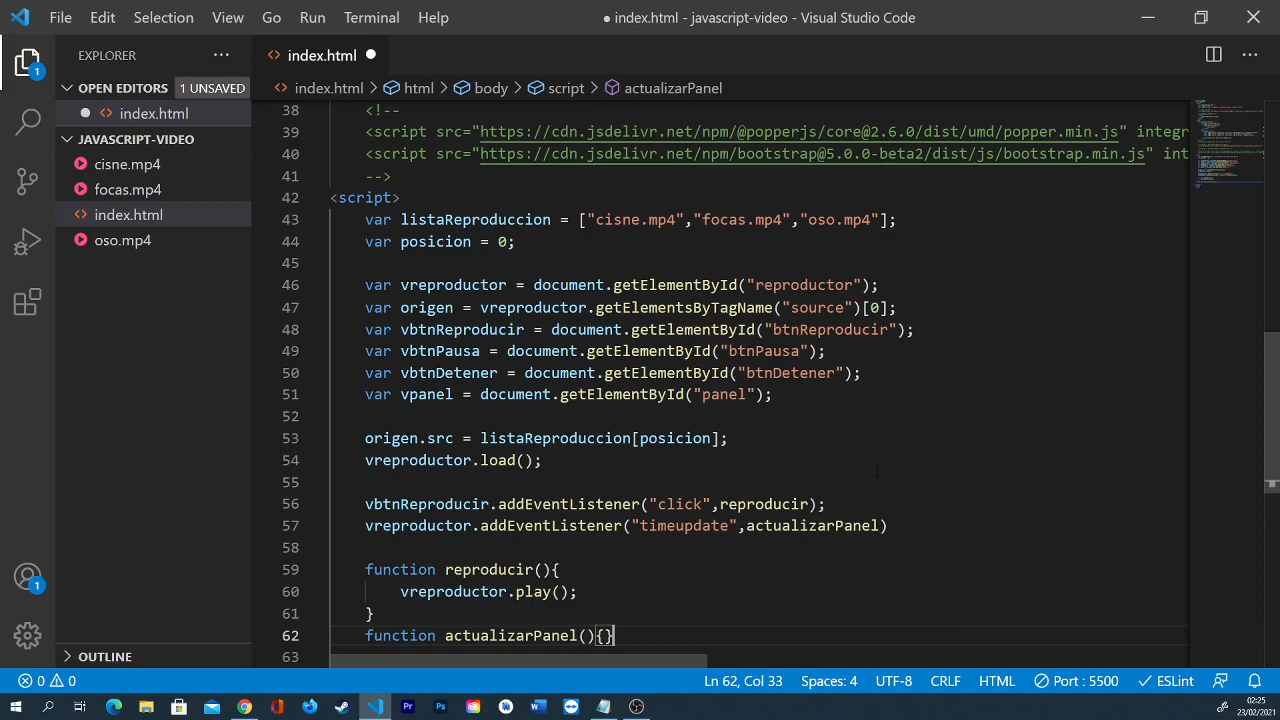 File Edit Selection View Go Run Terminal Help
● index.html - javascript-video - Visual Studio Code
EXPLORER
index.html
OPEN EDITORS 1 UNSAVED
index.html > html > body > script > actualizarPanel
index.html
JAVASCRIPT-VIDEO
cisne.mp4
focas.mp4
index.html
oso.mp4
38 <!--
39 <script src="https://cdn.jsdelivr.net/npm/@popperjs/core@2.6.0/dist/umd/popper.min.js" integr
40 <script src="https://cdn.jsdelivr.net/npm/bootstrap@5.0.0-beta2/dist/js/bootstrap.min.js" int
41 -->
42 <script>
43 var listaReproduccion = ["cisne.mp4","focas.mp4","oso.mp4"];
44 var posicion = 0;
45
46 var vreproductor = document.getElementById("reproductor");
47 var origen = vreproductor.getElementsByTagName("source")[0];
48 var vbtnReproducir = document.getElementById("btnReproducir");
49 var vbtnPausa = document.getElementById("btnPausa");
50 var vbtnDetener = document.getElementById("btnDetener");
51 var vpanel = document.getElementById("panel");
52
53 origen.src = listaReproduccion[posicion];
54 vreproductor.load();
55
56 vbtnReproducir.addEventListener("click",reproducir);
57 vreproductor.addEventListener("timeupdate",actualizarPanel)
58
59 function reproducir(){
60 vreproductor.play();
61 }
62 function actualizarPanel(){}
63
OUTLINE
1
1
0 0
Ln 62, Col 33
Spaces: 4
UTF-8
CRLF
HTML
Port : 5500
ESLint
02:25
23/02/2021